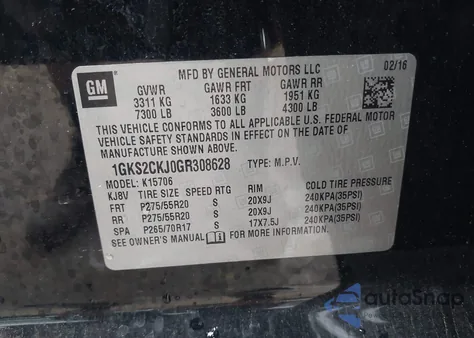 GM
MFD BY GENERAL MOTORS LLC 02/16
GVWR GAWR FRT GAWR RR
3311 KG 1633 KG 1951 KG
7300 LB 3600 LB 4300 LB
THIS VEHICLE CONFORMS TO ALL APPLICABLE U.S. FEDERAL MOTOR
VEHICLE SAFETY STANDARDS IN EFFECT ON THE DATE OF
MANUFACTURE SHOWN ABOVE.
1GKS2CKJ0GR308628 TYPE: M.P.V.
MODEL: K15706
KJ8V TIRE SIZE SPEED RTG RIM COLD TIRE PRESSURE
FRT P275/55R20 S 20X9J 240KPA(35PSI)
RR P275/55R20 S 20X9J 240KPA(35PSI)
SPA P265/70R17 S 17X7.5J 240KPA(35PSI)
SEE OWNER'S MANUAL FOR MORE INFORMATION.
autoSnap